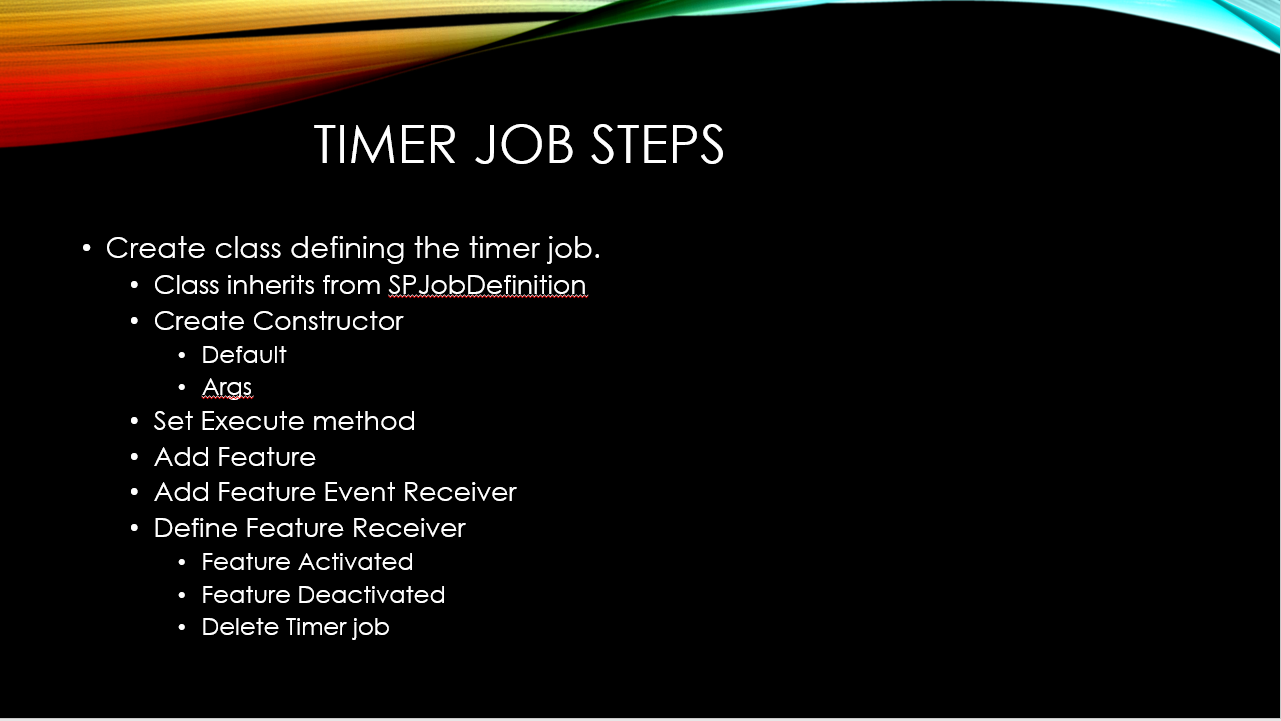 TIMER JOB STEPS
• Create class defining the timer job.
• Class inherits from SPJobDefinition
• Create Constructor
• Default
• Args
• Set Execute method
• Add Feature
• Add Feature Event Receiver
• Define Feature Receiver
• Feature Activated
• Feature Deactivated
• Delete Timer job